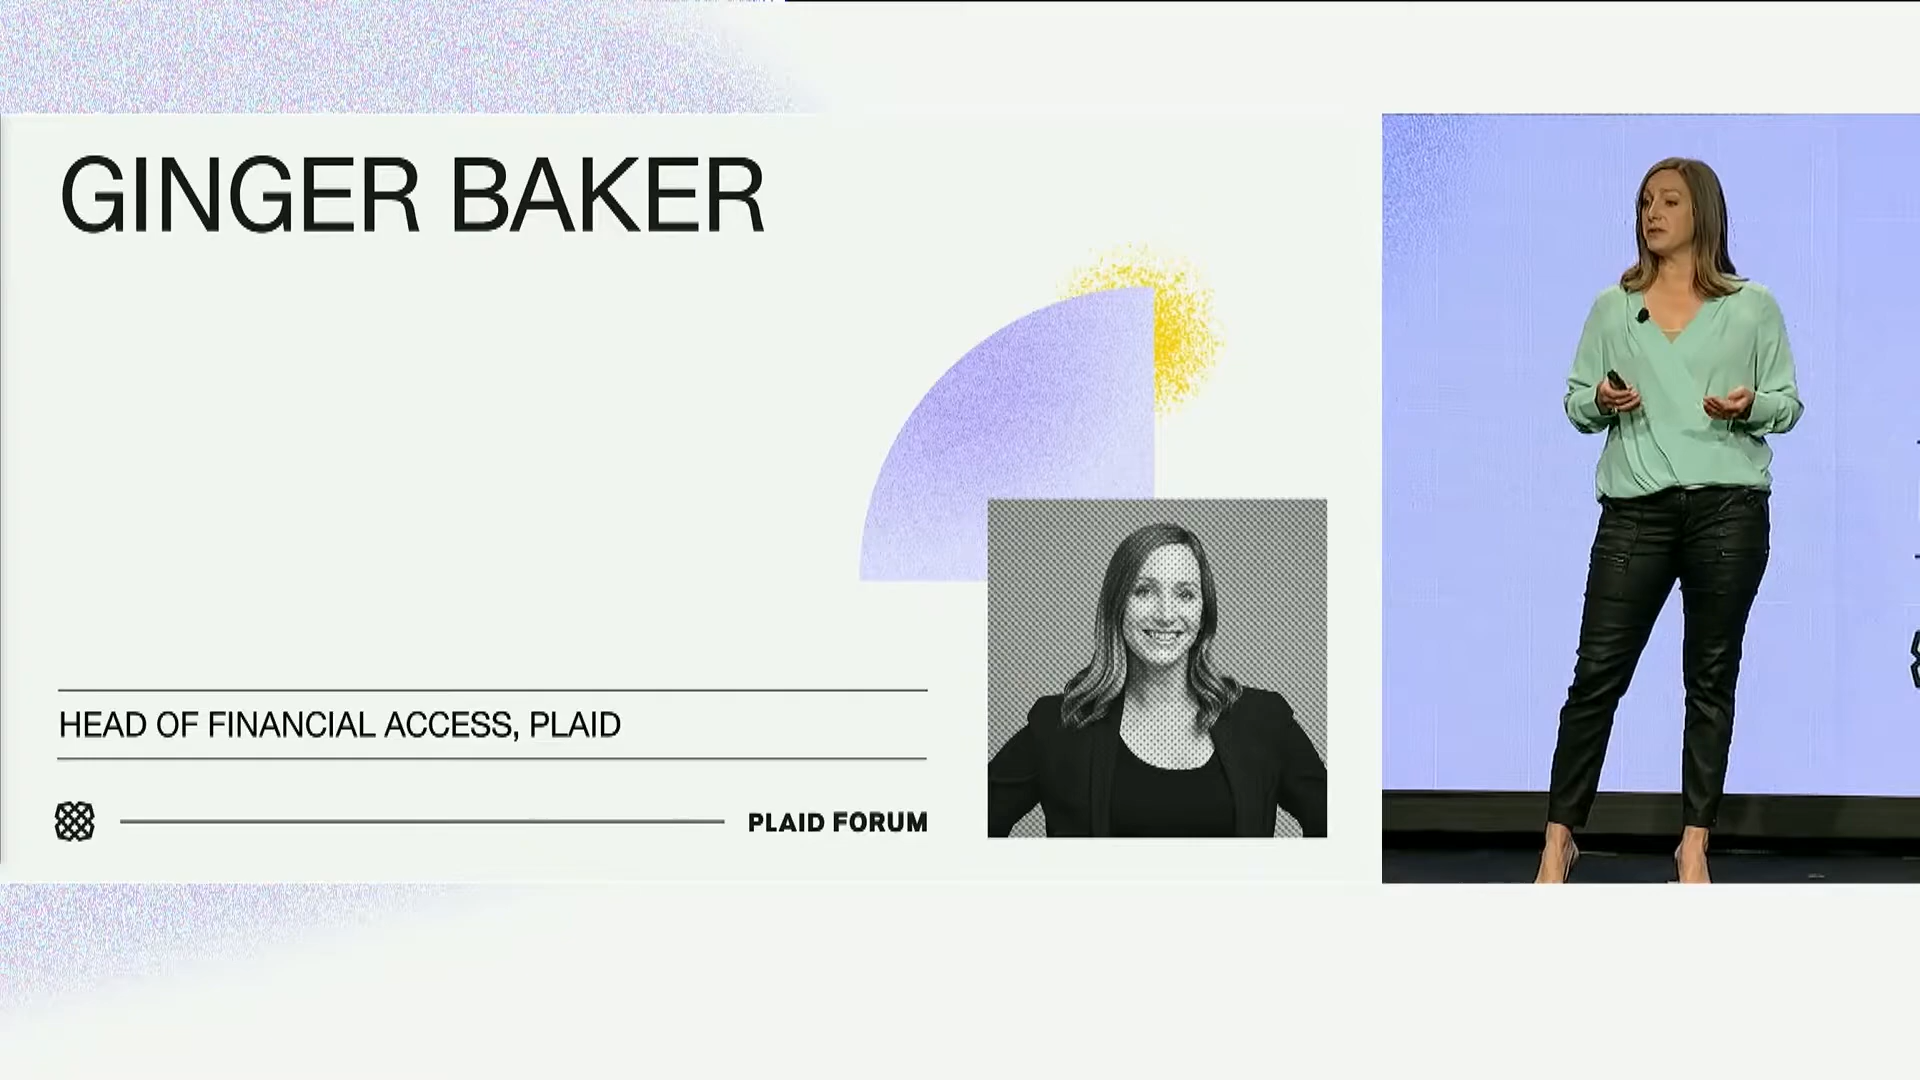 GINGER BAKER
HEAD OF FINANCIAL ACCESS, PLAID
PLAID FORUM